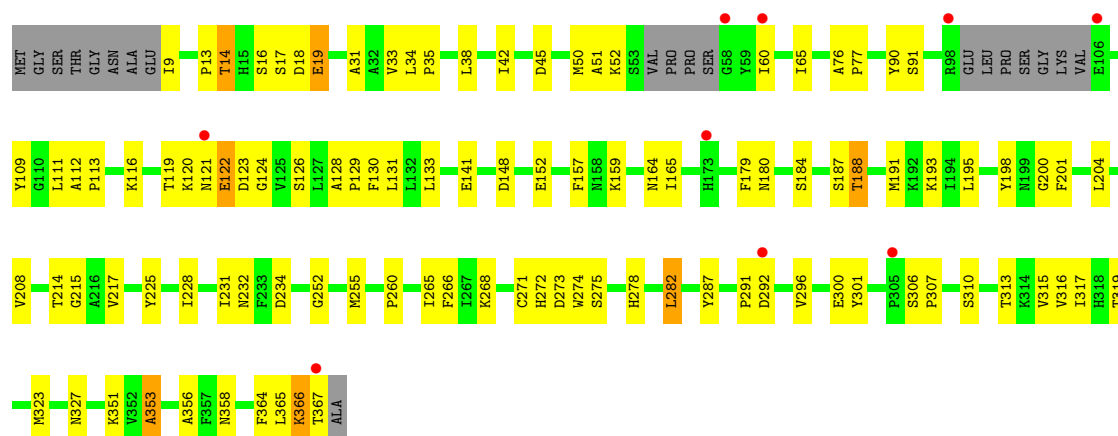 MET GLY SER THR GLY ASN ALA GLU I9 P13 T14 H15 S16 S17 D18 E19 A31 A32 V33 L34 P35 L38 I42 D45 M50 A51 K52 S53 VAL PRO PRO SER G58 Y59 I60 I65 A76 P77 Y90 S91 R98 GLU LEU PRO SER GLY LYS VAL E106
Y109 G110 L111 A112 P113 K116 T119 K120 N121 E122 D123 G124 V125 S126 L127 A128 P129 F130 L131 L132 L133 E141 D148 E152 F157 N158 K159 N164 I165 H173 F179 N180 S184 S187 T188 M191 K192 K193 I194 L195 Y198 N199 G200 F201 L204
V208 T214 G215 A216 V217 Y225 I228 I231 N232 F233 D234 G252 M255 P260 I265 F266 I267 K268 C271 H272 D273 W274 S275 H278 L282 Y287 P291 D292 V296 E300 Y301 P305 S306 P307 S310 T313 K314 V315 V316 I317 H318 T319
M323 N327 K351 V352 A353 A356 F357 N358 F364 L365 K366 T367 ALA